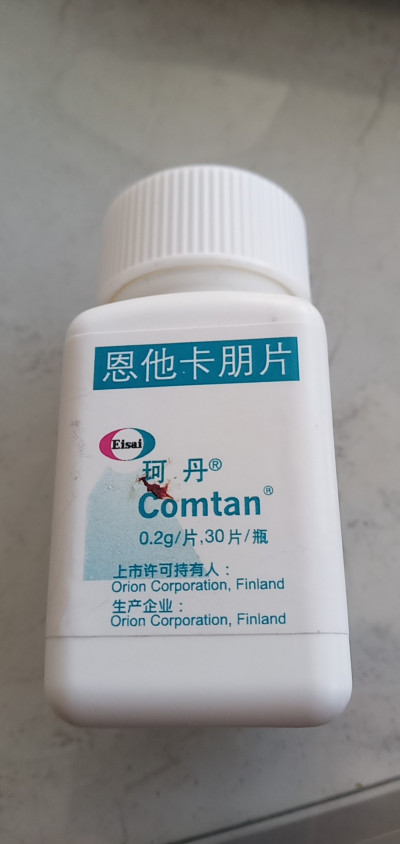 恩他卡朋片
Eisai
珂丹®
Comtan®
0.2g/片,30片/瓶
上市许可持有人：
Orion Corporation, Finland
生产企业：
Orion Corporation, Finland